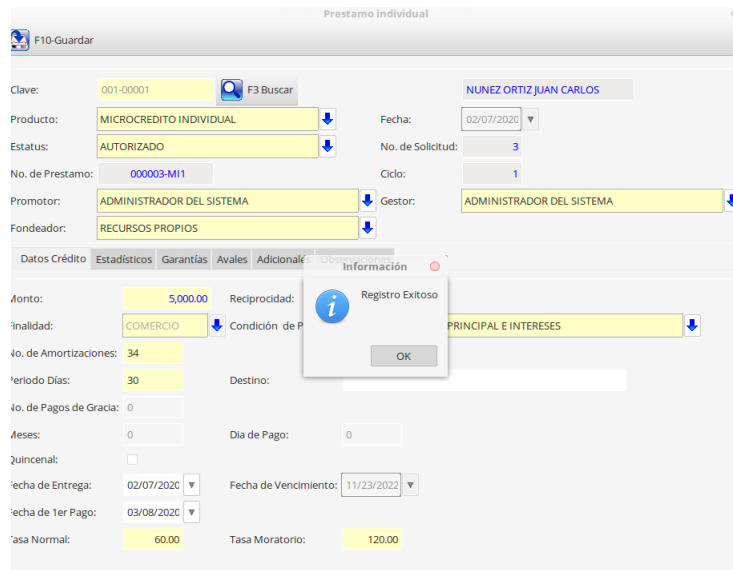 Prestamo individual
F10-Guardar
Clave: 001-00001 F3 Buscar NUNEZ ORTIZ JUAN CARLOS
Producto: MICROCREDITO INDIVIDUAL Fecha: 02/07/2020
Estatus: AUTORIZADO No. de Solicitud: 3
No. de Prestamo: 000003-MI1 Ciclo: 1
Promotor: ADMINISTRADOR DEL SISTEMA Gestor: ADMINISTRADOR DEL SISTEMA
Fondeador: RECURSOS PROPIOS
Datos Crédito Estadísticos Garantías Avales Adicionales Observaciones
Información
Monto: 5,000.00 Reciprocidad: Registro Exitoso
Finalidad: COMERCIO Condición de P PRINCIPAL E INTERESES
OK
No. de Amortizaciones: 34
Periodo Días: 30 Destino:
No. de Pagos de Gracia: 0
Meses: 0 Dia de Pago: 0
Quincenal:
Fecha de Entrega: 02/07/2020 Fecha de Vencimiento: 11/23/2022
Fecha de 1er Pago: 03/08/2020
Tasa Normal: 60.00 Tasa Moratorio: 120.00